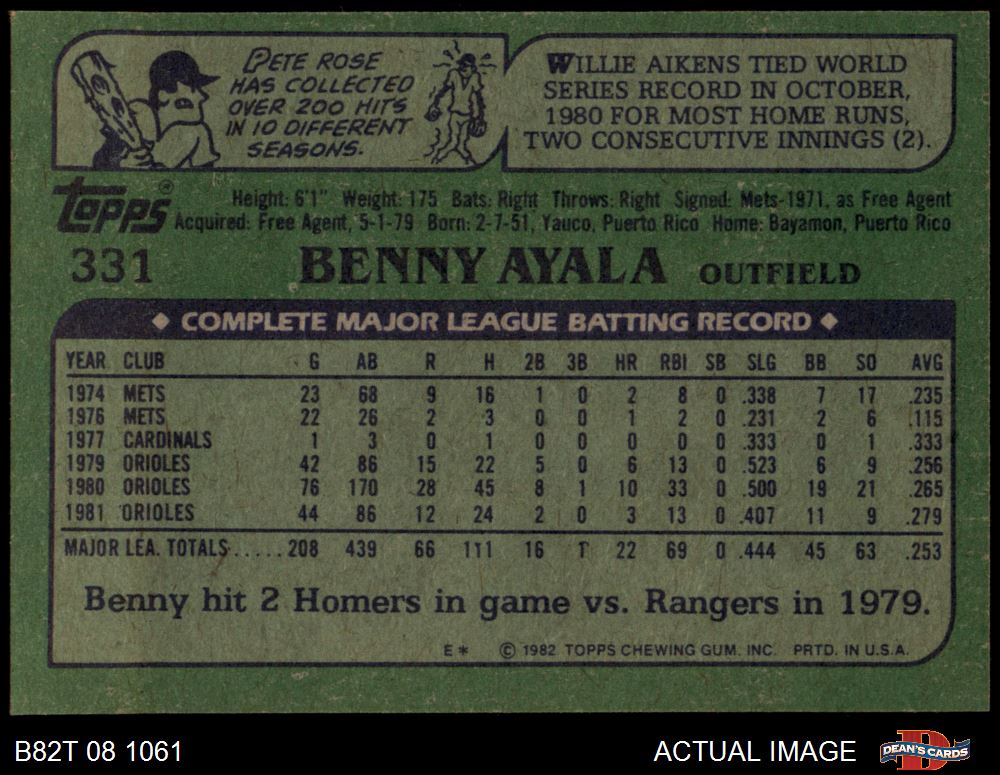 PETE ROSE
HAS COLLECTED
OVER 200 HITS
IN 10 DIFFERENT
SEASONS.
WILLIE AIKENS TIED WORLD
SERIES RECORD IN OCTOBER,
1980 FOR MOST HOME RUNS,
TWO CONSECUTIVE INNINGS (2).
Topps®
Height: 6'1" Weight: 175 Bats: Right Throws: Right Signed: Mets-1971, as Free Agent
Acquired: Free Agent, 5-1-79 Born: 2-7-51, Yauco, Puerto Rico Home: Bayamon, Puerto Rico
331 BENNY AYALA OUTFIELD
◆ COMPLETE MAJOR LEAGUE BATTING RECORD ◆
YEAR CLUB G AB R H 2B 3B HR RBI SB SLG BB SO AVG
1974 METS 23 68 9 16 1 0 2 8 0 .338 7 17 .235
1976 METS 22 26 2 3 0 0 1 2 0 .231 2 6 .115
1977 CARDINALS 1 3 0 1 0 0 0 0 0 .333 0 1 .333
1979 ORIOLES 42 86 15 22 5 0 6 13 0 .523 6 9 .256
1980 ORIOLES 76 170 28 45 8 1 10 33 0 .500 19 21 .265
1981 ORIOLES 44 86 12 24 2 0 3 13 0 .407 11 9 .279
MAJOR LEA. TOTALS.....208 439 66 111 16 1 22 69 0 .444 45 63 .253
Benny hit 2 Homers in game vs. Rangers in 1979.
E* © 1982 TOPPS CHEWING GUM, INC. PRTD. IN U.S.A.
B82T 08 1061 ACTUAL IMAGE DEAN'S CARDS